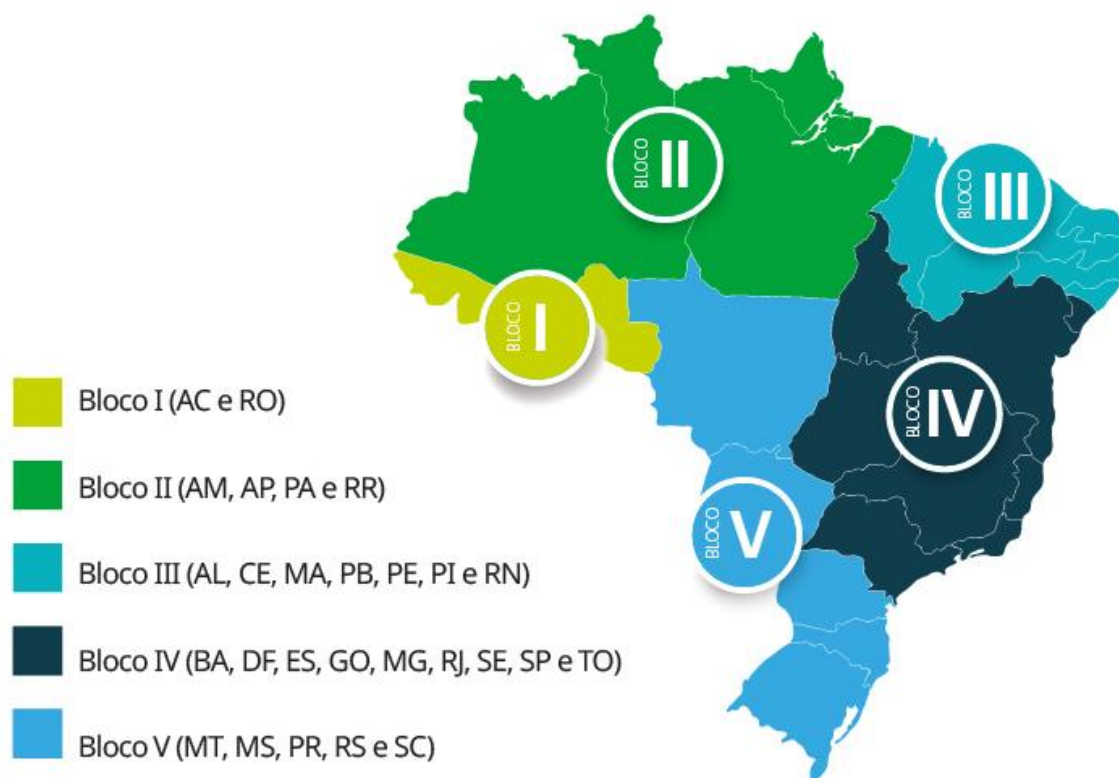 BLOCO II
BLOCO III
BLOCO I
BLOCO IV
BLOCO V
Bloco I (AC e RO)
Bloco II (AM, AP, PA e RR)
Bloco III (AL, CE, MA, PB, PE, PI e RN)
Bloco IV (BA, DF, ES, GO, MG, RJ, SE, SP e TO)
Bloco V (MT, MS, PR, RS e SC)